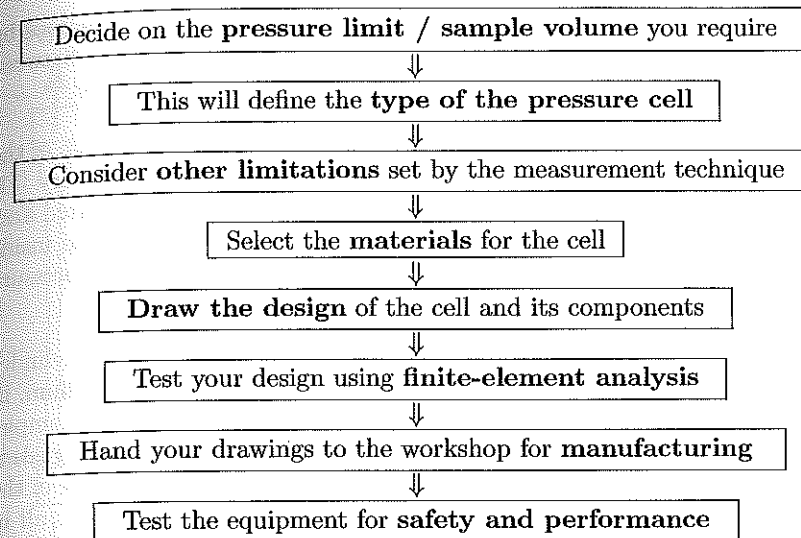 Decide on the pressure limit / sample volume you require
⇓
This will define the type of the pressure cell
⇓
Consider other limitations set by the measurement technique
⇓
Select the materials for the cell
⇓
Draw the design of the cell and its components
⇓
Test your design using finite-element analysis
⇓
Hand your drawings to the workshop for manufacturing
⇓
Test the equipment for safety and performance